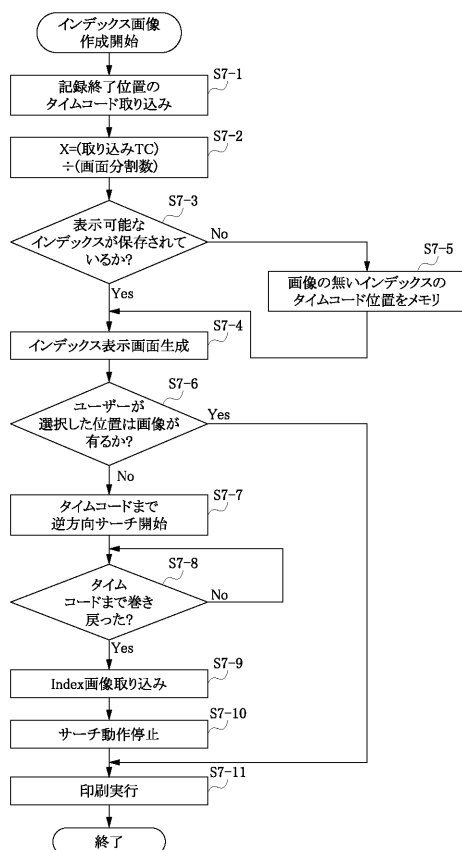 インデックス画像
作成開始
S7-1
記録終了位置の
タイムコード取り込み
S7-2
X=(取り込みTC)
÷(画面分割数)
S7-3
表示可能な
インデックスが保存されて
いるか?
No
Yes
S7-5
画像の無いインデックスの
タイムコード位置をメモリ
S7-4
インデックス表示画面生成
S7-6
ユーザーが
選択した位置は画像が
有るか?
Yes
No
S7-7
タイムコードまで
逆方向サーチ開始
S7-8
タイム
コードまで巻き
戻った?
No
Yes
S7-9
Index画像取り込み
S7-10
サーチ動作停止
S7-11
印刷実行
終了